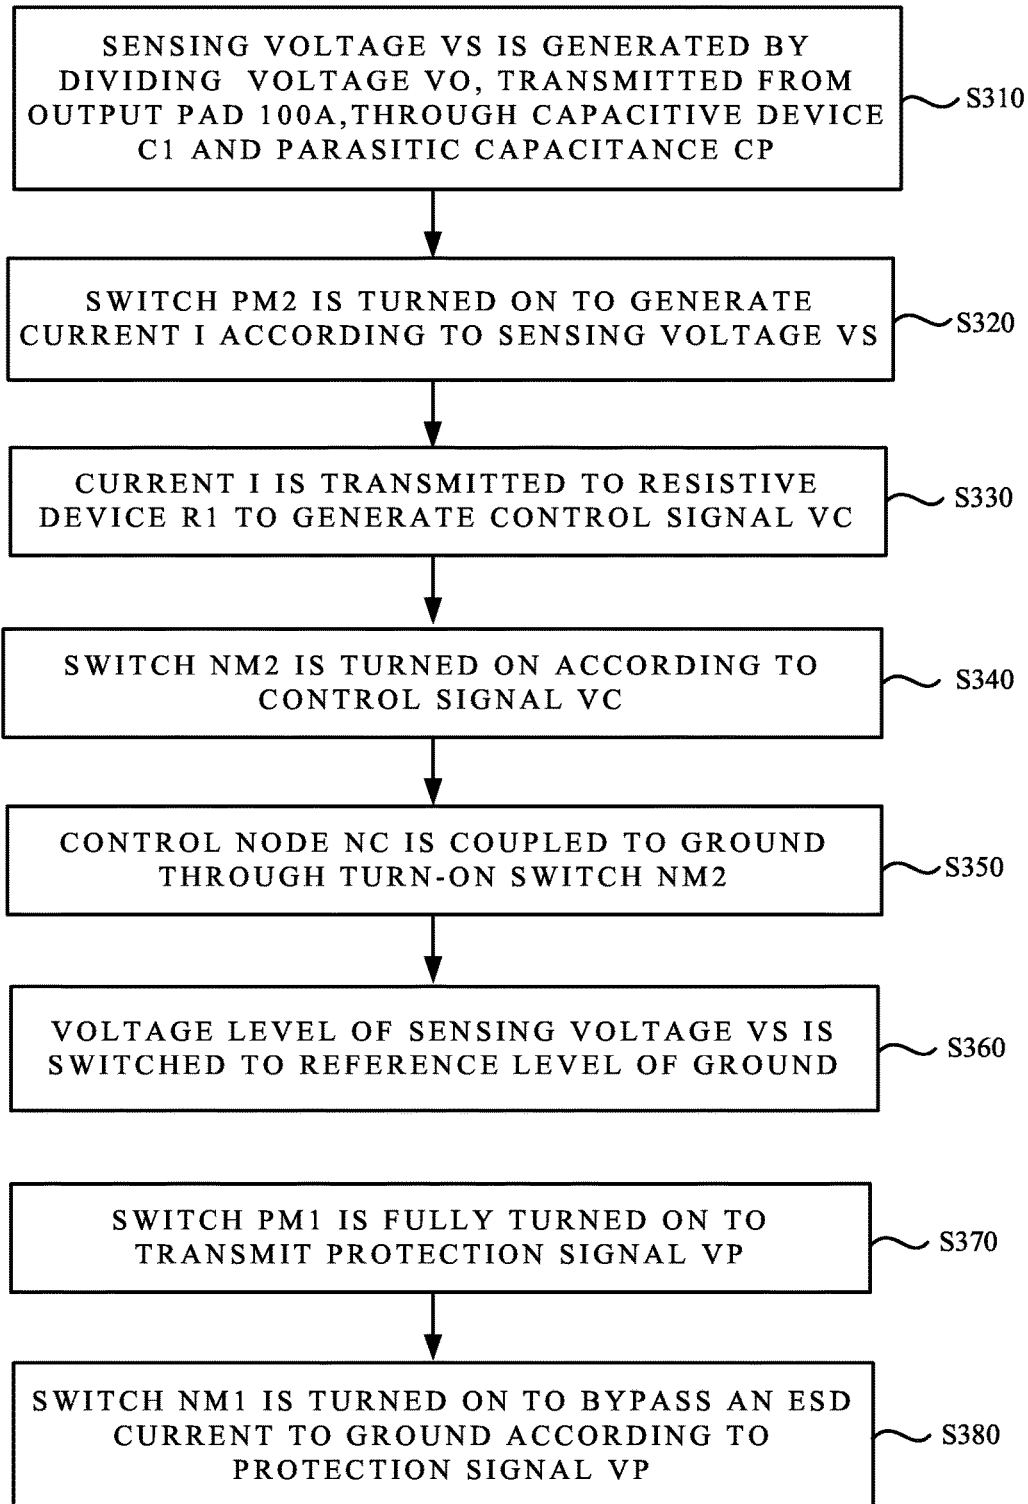 SENSING VOLTAGE VS IS GENERATED BY
DIVIDING VOLTAGE VO, TRANSMITTED FROM
OUTPUT PAD 100A,THROUGH CAPACITIVE DEVICE
C1 AND PARASITIC CAPACITANCE CP
S310
SWITCH PM2 IS TURNED ON TO GENERATE
CURRENT I ACCORDING TO SENSING VOLTAGE VS
S320
CURRENT I IS TRANSMITTED TO RESISTIVE
DEVICE R1 TO GENERATE CONTROL SIGNAL VC
S330
SWITCH NM2 IS TURNED ON ACCORDING TO
CONTROL SIGNAL VC
S340
CONTROL NODE NC IS COUPLED TO GROUND
THROUGH TURN-ON SWITCH NM2
S350
VOLTAGE LEVEL OF SENSING VOLTAGE VS IS
SWITCHED TO REFERENCE LEVEL OF GROUND
S360
SWITCH PM1 IS FULLY TURNED ON TO
TRANSMIT PROTECTION SIGNAL VP
S370
SWITCH NM1 IS TURNED ON TO BYPASS AN ESD
CURRENT TO GROUND ACCORDING TO
PROTECTION SIGNAL VP
S380